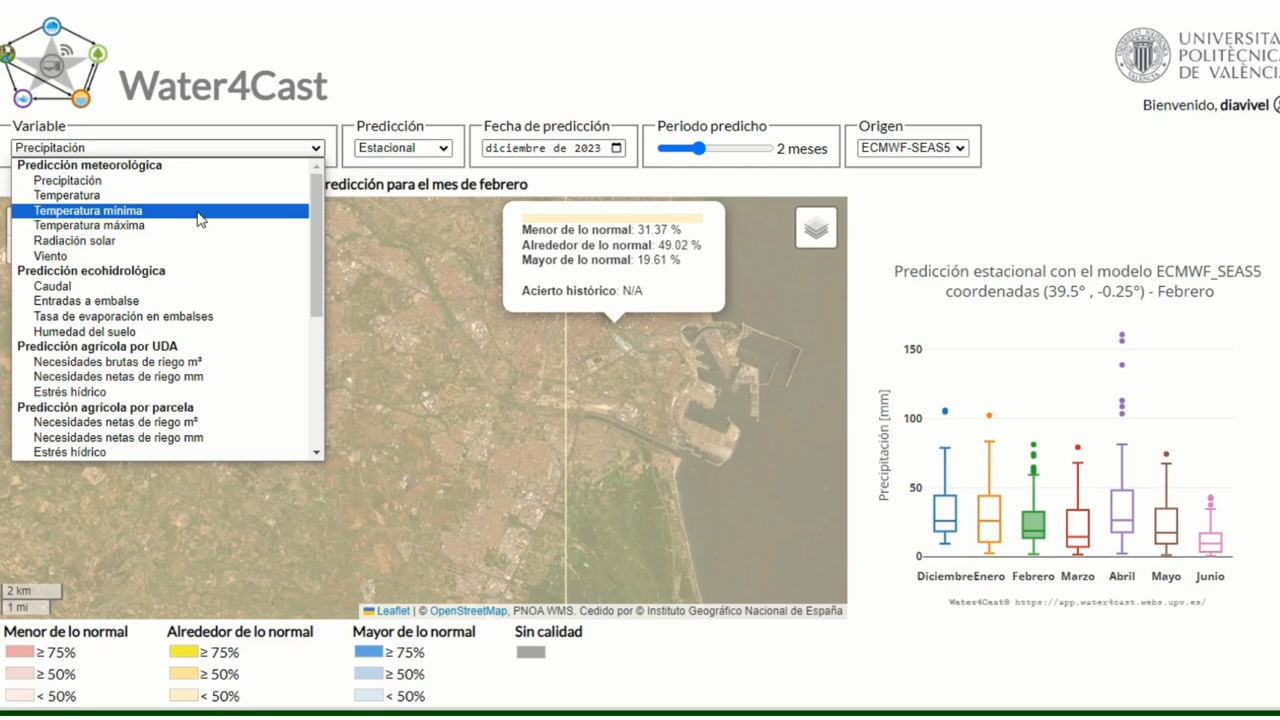 Water4Cast
UNIVERSITA
POLITÈCNIC
DE VALÈNCI
Bienvenido, diavivel
Variable
Precipitación
Predicción
Estacional
Fecha de predicción
diciembre de 2023
Periodo predicho
2 meses
Origen
ECMWF-SEAS5
redicción para el mes de febrero
Predicción meteorológica
Precipitación
Temperatura
Temperatura mínima
Temperatura máxima
Radiación solar
Viento
Predicción ecohidrológica
Caudal
Entradas a embalse
Tasa de evaporación en embalses
Humedad del suelo
Predicción agrícola por UDA
Necesidades brutas de riego m³
Necesidades netas de riego mm
Estrés hídrico
Predicción agrícola por parcela
Necesidades netas de riego m³
Necesidades netas de riego mm
Estrés hídrico
Menor de lo normal: 31.37 %
Alrededor de lo normal: 49.02 %
Mayor de lo normal: 19.61 %
Acierto histórico: N/A
2 km
1 mi
Leaflet | © OpenStreetMap, PNOA WMS. Cedido por © Instituto Geográfico Nacional de España
Predicción estacional con el modelo ECMWF_SEAS5
coordenadas (39.5° , -0.25°) - Febrero
Precipitación [mm]
150
100
50
0
Diciembre Enero Febrero Marzo Abril Mayo Junio
Water4Cast® https://app.water4cast.webs.upv.es/
Menor de lo normal
≥ 75%
≥ 50%
< 50%
Alrededor de lo normal
≥ 75%
≥ 50%
< 50%
Mayor de lo normal
≥ 75%
≥ 50%
< 50%
Sin calidad